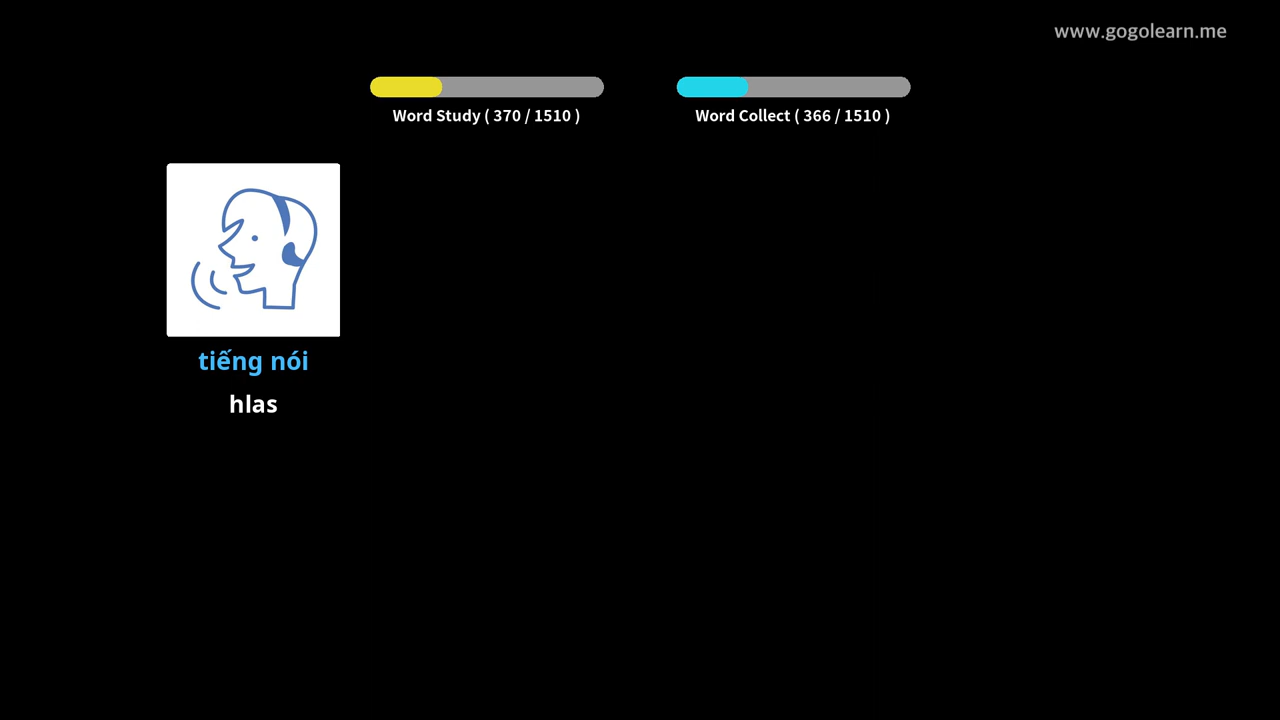 www.gogolearn.me
Word Study ( 370 / 1510 )
Word Collect ( 366 / 1510 )
tiếng nói
hlas